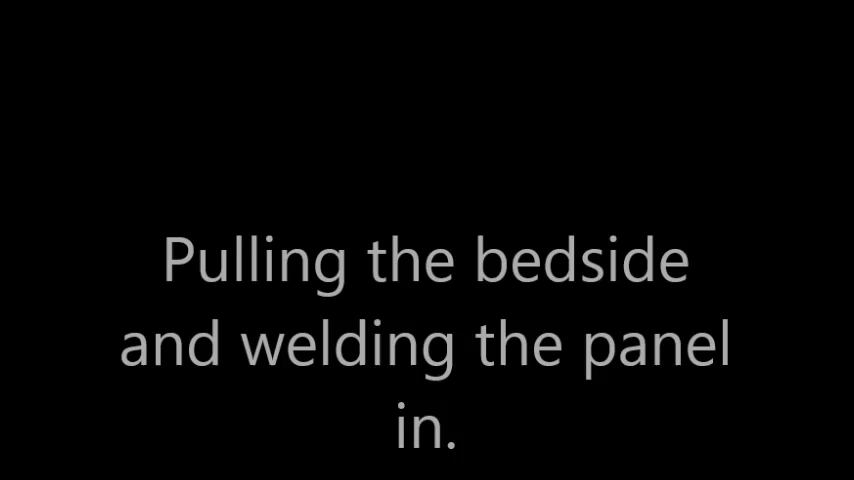 Pulling the bedside
and welding the panel
in.